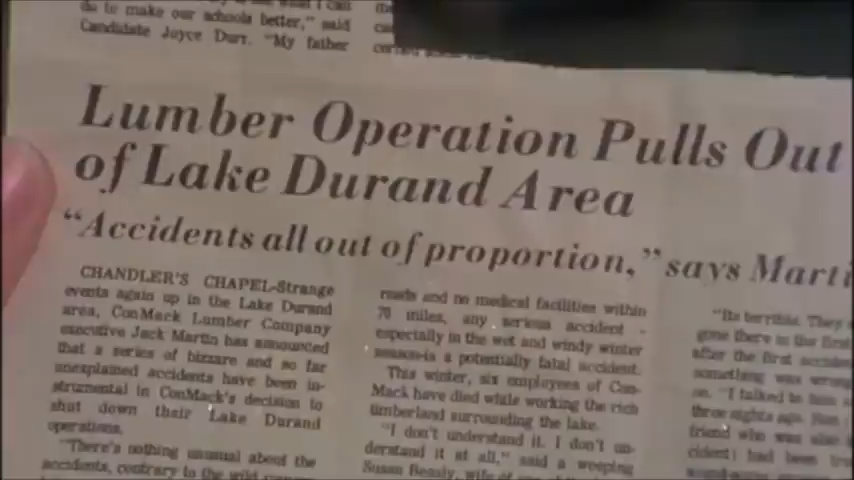 do to make our schools better," said
Candidate Joyce Durr. "My father
Lumber Operation Pulls Out
of Lake Durand Area
"Accidents all out of proportion," says Marti
CHANDLER'S CHAPEL-Strange
events again up in the Lake Durand
area, ConMack Lumber Company
executive Jack Martin has announced
that a series of bizzare and so far
unexplained accidents have been in-
strumental in ConMack's decision to
shut down their Lake Durand
operations.
"There's nothing unusual about the
accidents, contrary to the wild
roads and no medical facilities within
70 miles, any serious accident -
especially in the wet and windy winter
season-is a potentially fatal accident.
This winter, six employees of Con-
Mack have died while working the rich
timberland surrounding the lake.
"I don't understand it. I don't un-
derstand it at all," said a weeping
Susan Beasly, wife of
"Its terrible. They
gone there in the first
after the first
something was wrong
on. "I talked to him
three nights ago.
friend who was also
cident) had been